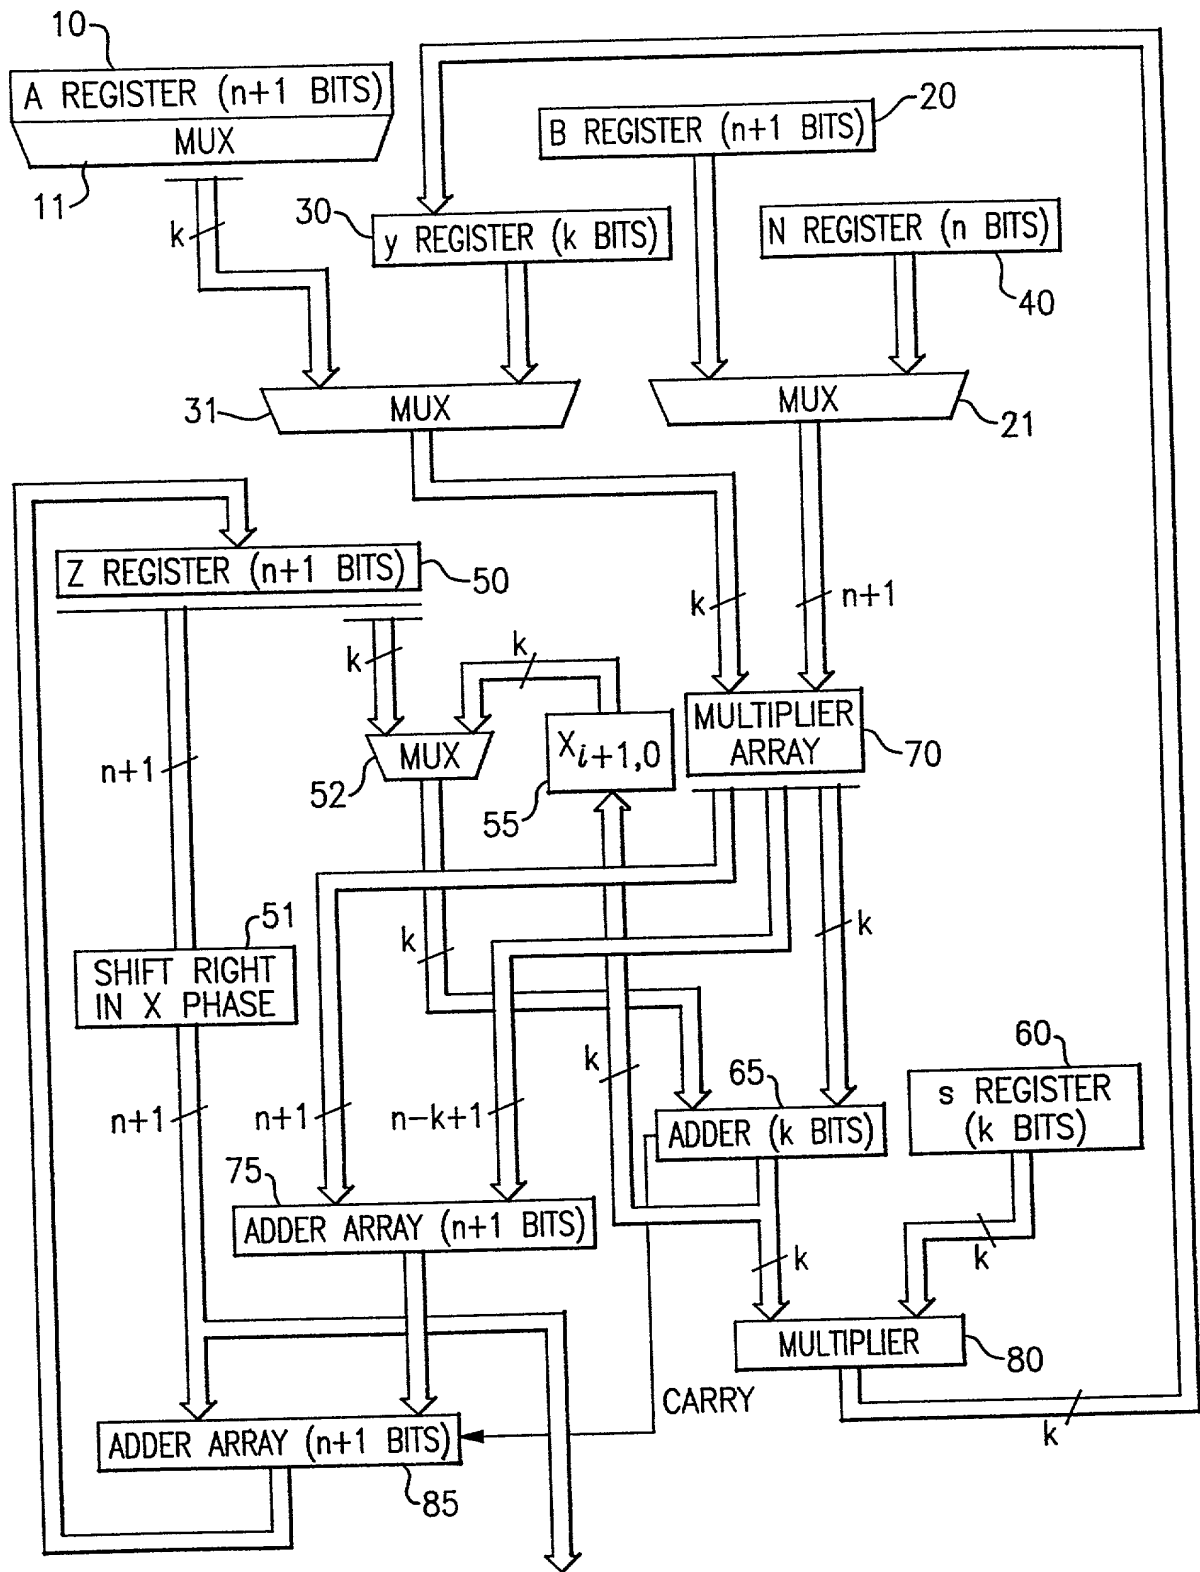 10
A REGISTER (n+1 BITS)
MUX
11
20
B REGISTER (n+1 BITS)
k
30
y REGISTER (k BITS)
N REGISTER (n BITS)
40
31
MUX
MUX
21
Z REGISTER (n+1 BITS)
50
k
n+1
k
k
n+1
MUX
52
X_{i+1,0}
55
MULTIPLIER
ARRAY
70
51
SHIFT RIGHT
IN X PHASE
k
k
60
s REGISTER
(k BITS)
65
ADDER (k BITS)
k
n+1
n+1
n-k+1
75
ADDER ARRAY (n+1 BITS)
k
k
MULTIPLIER
80
CARRY
k
ADDER ARRAY (n+1 BITS)
85